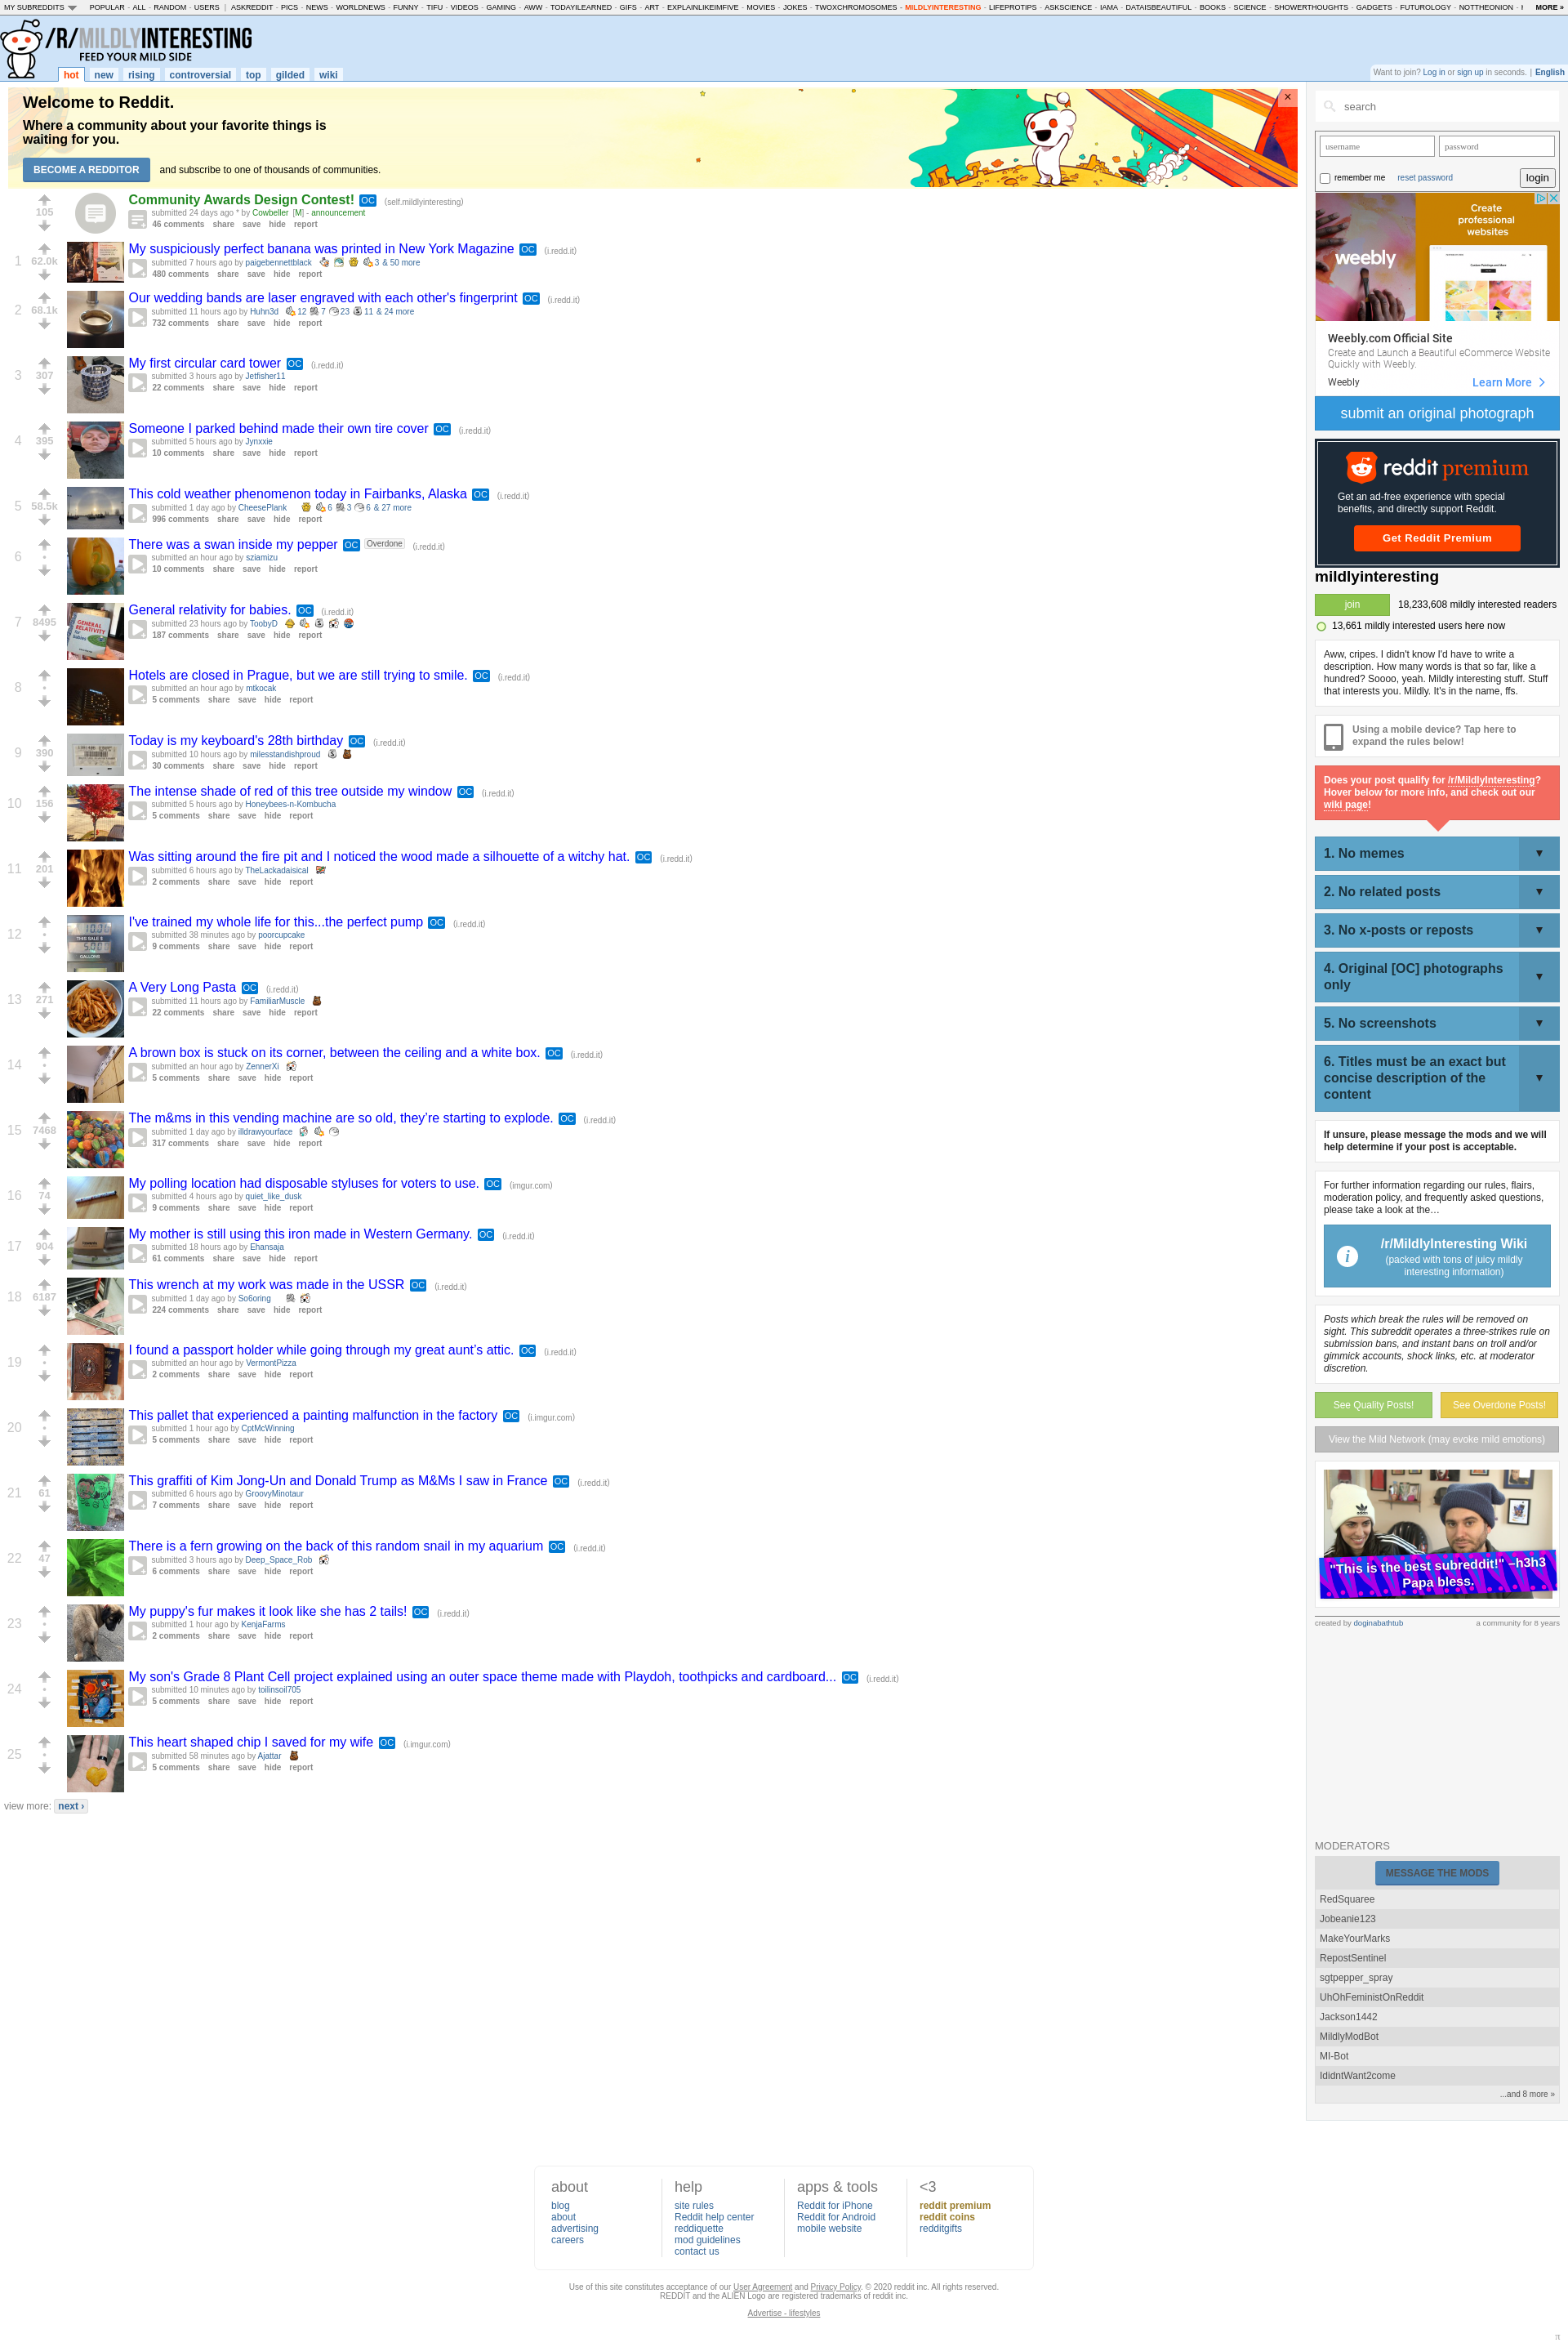 MY SUBREDDITS POPULAR - ALL - RANDOM - USERS | ASKREDDIT - PICS - NEWS - WORLDNEWS - FUNNY - TIFU - VIDEOS - GAMING - AWW - TODAYILEARNED - GIFS - ART - EXPLAINLIKEIMFIVE - MOVIES - JOKES - TWOXCHROMOSOMES - MILDLYINTERESTING - LIFEPROTIPS - ASKSCIENCE - IAMA - DATAISBEAUTIFUL - BOOKS - SCIENCE - SHOWERTHOUGHTS - GADGETS - FUTUROLOGY - NOTTHEONION - MORE »
/R/MILDLYINTERESTING
FEED YOUR MILD SIDE
hot new rising controversial top gilded wiki
Want to join? Log in or sign up in seconds. | English
Welcome to Reddit.
Where a community about your favorite things is
waiting for you.
BECOME A REDDITOR and subscribe to one of thousands of communities.
×
105
Community Awards Design Contest! OC (self.mildlyinteresting)
submitted 24 days ago * by Cowbeller [M] - announcement
46 comments share save hide report
1 62.0k
My suspiciously perfect banana was printed in New York Magazine OC (i.redd.it)
submitted 7 hours ago by paigebennettblack 3 & 50 more
480 comments share save hide report
2 68.1k
Our wedding bands are laser engraved with each other's fingerprint OC (i.redd.it)
submitted 11 hours ago by Huhn3d 12 7 23 11 & 24 more
732 comments share save hide report
3 307
My first circular card tower OC (i.redd.it)
submitted 3 hours ago by Jetfisher11
22 comments share save hide report
4 395
Someone I parked behind made their own tire cover OC (i.redd.it)
submitted 5 hours ago by Jynxxie
10 comments share save hide report
5 58.5k
This cold weather phenomenon today in Fairbanks, Alaska OC (i.redd.it)
submitted 1 day ago by CheesePlank 6 3 6 & 27 more
996 comments share save hide report
6 •
There was a swan inside my pepper OC Overdone (i.redd.it)
submitted an hour ago by sziamizu
10 comments share save hide report
7 8495
General relativity for babies. OC (i.redd.it)
submitted 23 hours ago by ToobyD
187 comments share save hide report
GENERAL RELATIVITY for babies
8 •
Hotels are closed in Prague, but we are still trying to smile. OC (i.redd.it)
submitted an hour ago by mtkocak
5 comments share save hide report
9 390
Today is my keyboard's 28th birthday OC (i.redd.it)
submitted 10 hours ago by milesstandishproud
30 comments share save hide report
10 156
The intense shade of red of this tree outside my window OC (i.redd.it)
submitted 5 hours ago by Honeybees-n-Kombucha
5 comments share save hide report
11 201
Was sitting around the fire pit and I noticed the wood made a silhouette of a witchy hat. OC (i.redd.it)
submitted 6 hours ago by TheLackadaisical
2 comments share save hide report
12 •
I've trained my whole life for this...the perfect pump OC (i.redd.it)
submitted 38 minutes ago by poorcupcake
9 comments share save hide report
10.00
THIS SALE $
5.00
GALLONS
13 271
A Very Long Pasta OC (i.redd.it)
submitted 11 hours ago by FamiliarMuscle
22 comments share save hide report
14 •
A brown box is stuck on its corner, between the ceiling and a white box. OC (i.redd.it)
submitted an hour ago by ZennerXi
5 comments share save hide report
15 7468
The m&ms in this vending machine are so old, they’re starting to explode. OC (i.redd.it)
submitted 1 day ago by illdrawyourface
317 comments share save hide report
16 74
My polling location had disposable styluses for voters to use. OC (imgur.com)
submitted 4 hours ago by quiet_like_dusk
9 comments share save hide report
17 904
My mother is still using this iron made in Western Germany. OC (i.redd.it)
submitted 18 hours ago by Ehansaja
61 comments share save hide report
18 6187
This wrench at my work was made in the USSR OC (i.redd.it)
submitted 1 day ago by So6oring
224 comments share save hide report
19 •
I found a passport holder while going through my great aunt’s attic. OC (i.redd.it)
submitted an hour ago by VermontPizza
2 comments share save hide report
20 •
This pallet that experienced a painting malfunction in the factory OC (i.imgur.com)
submitted 1 hour ago by CptMcWinning
5 comments share save hide report
21 61
This graffiti of Kim Jong-Un and Donald Trump as M&Ms I saw in France OC (i.redd.it)
submitted 6 hours ago by GroovyMinotaur
7 comments share save hide report
22 47
There is a fern growing on the back of this random snail in my aquarium OC (i.redd.it)
submitted 3 hours ago by Deep_Space_Rob
6 comments share save hide report
23 •
My puppy's fur makes it look like she has 2 tails! OC (i.redd.it)
submitted 1 hour ago by KenjaFarms
2 comments share save hide report
24 •
My son's Grade 8 Plant Cell project explained using an outer space theme made with Playdoh, toothpicks and cardboard... OC (i.redd.it)
submitted 10 minutes ago by toilinsoil705
5 comments share save hide report
25 •
This heart shaped chip I saved for my wife OC (i.imgur.com)
submitted 58 minutes ago by Ajattar
5 comments share save hide report
view more: next ›
search
username password
remember me reset password login
weebly
Create
professional
websites
Weebly.com Official Site
Create and Launch a Beautiful eCommerce Website
Quickly with Weebly.
Weebly Learn More
submit an original photograph
reddit premium
Get an ad-free experience with special
benefits, and directly support Reddit.
Get Reddit Premium
mildlyinteresting
join 18,233,608 mildly interested readers
13,661 mildly interested users here now
Aww, cripes. I didn't know I'd have to write a
description. How many words is that so far, like a
hundred? Soooo, yeah. Mildly interesting stuff. Stuff
that interests you. Mildly. It's in the name, ffs.
Using a mobile device? Tap here to
expand the rules below!
Does your post qualify for /r/MildlyInteresting?
Hover below for more info, and check out our
wiki page!
1. No memes ▼
2. No related posts ▼
3. No x-posts or reposts ▼
4. Original [OC] photographs
only ▼
5. No screenshots ▼
6. Titles must be an exact but
concise description of the ▼
content
If unsure, please message the mods and we will
help determine if your post is acceptable.
For further information regarding our rules, flairs,
moderation policy, and frequently asked questions,
please take a look at the…
i
/r/MildlyInteresting Wiki
(packed with tons of juicy mildly
interesting information)
Posts which break the rules will be removed on
sight. This subreddit operates a three-strikes rule on
submission bans, and instant bans on troll and/or
gimmick accounts, shock links, etc. at moderator
discretion.
See Quality Posts! See Overdone Posts!
View the Mild Network (may evoke mild emotions)
"This is the best subreddit!" –h3h3
Papa bless.
created by doginabathtub a community for 8 years
MODERATORS
MESSAGE THE MODS
RedSquaree
Jobeanie123
MakeYourMarks
RepostSentinel
sgtpepper_spray
UhOhFeministOnReddit
Jackson1442
MildlyModBot
MI-Bot
IdidntWant2come
...and 8 more »
about
blog
about
advertising
careers
help
site rules
Reddit help center
reddiquette
mod guidelines
contact us
apps & tools
Reddit for iPhone
Reddit for Android
mobile website
<3
reddit premium
reddit coins
redditgifts
Use of this site constitutes acceptance of our User Agreement and Privacy Policy. © 2020 reddit inc. All rights reserved.
REDDIT and the ALIEN Logo are registered trademarks of reddit inc.
Advertise - lifestyles
π